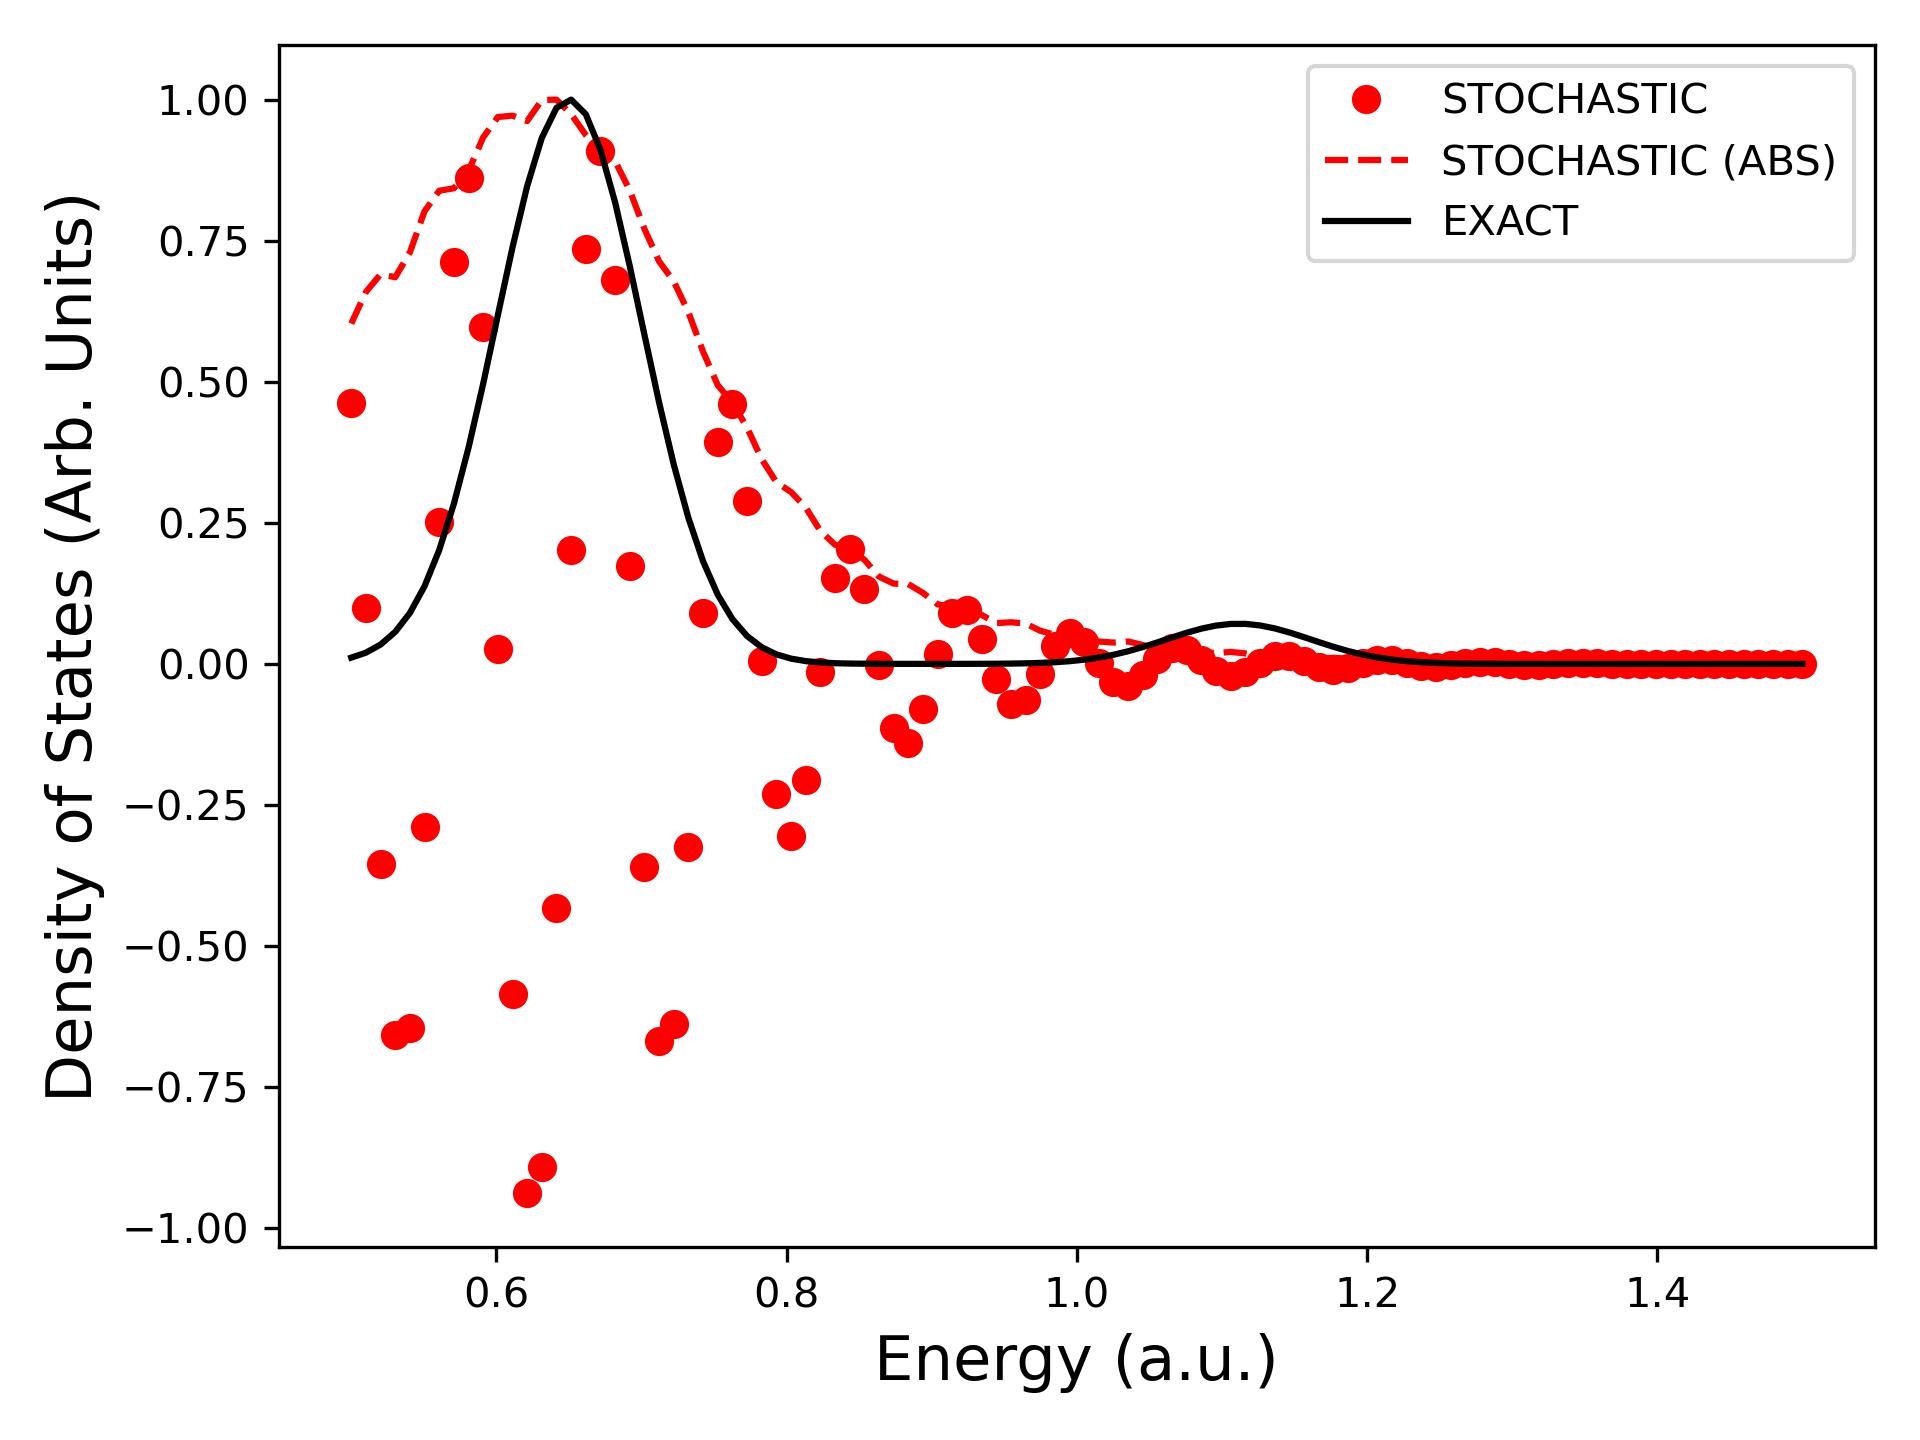 STOCHASTIC
STOCHASTIC (ABS)
EXACT
Density of States (Arb. Units)
1.00
0.75
0.50
0.25
0.00
−0.25
−0.50
−0.75
−1.00
0.6 0.8 1.0 1.2 1.4
Energy (a.u.)